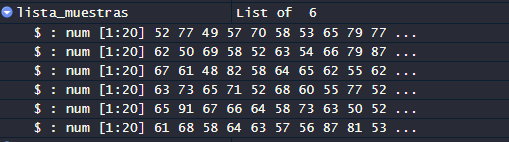 lista_muestras List of 6
$ : num [1:20] 52 77 49 57 70 58 53 65 79 77 ...
$ : num [1:20] 62 50 69 58 52 63 54 66 79 87 ...
$ : num [1:20] 67 61 48 82 58 64 65 62 55 62 ...
$ : num [1:20] 63 73 65 71 52 68 60 55 77 52 ...
$ : num [1:20] 65 91 67 66 64 58 73 63 50 52 ...
$ : num [1:20] 61 68 58 64 63 57 56 87 81 53 ...